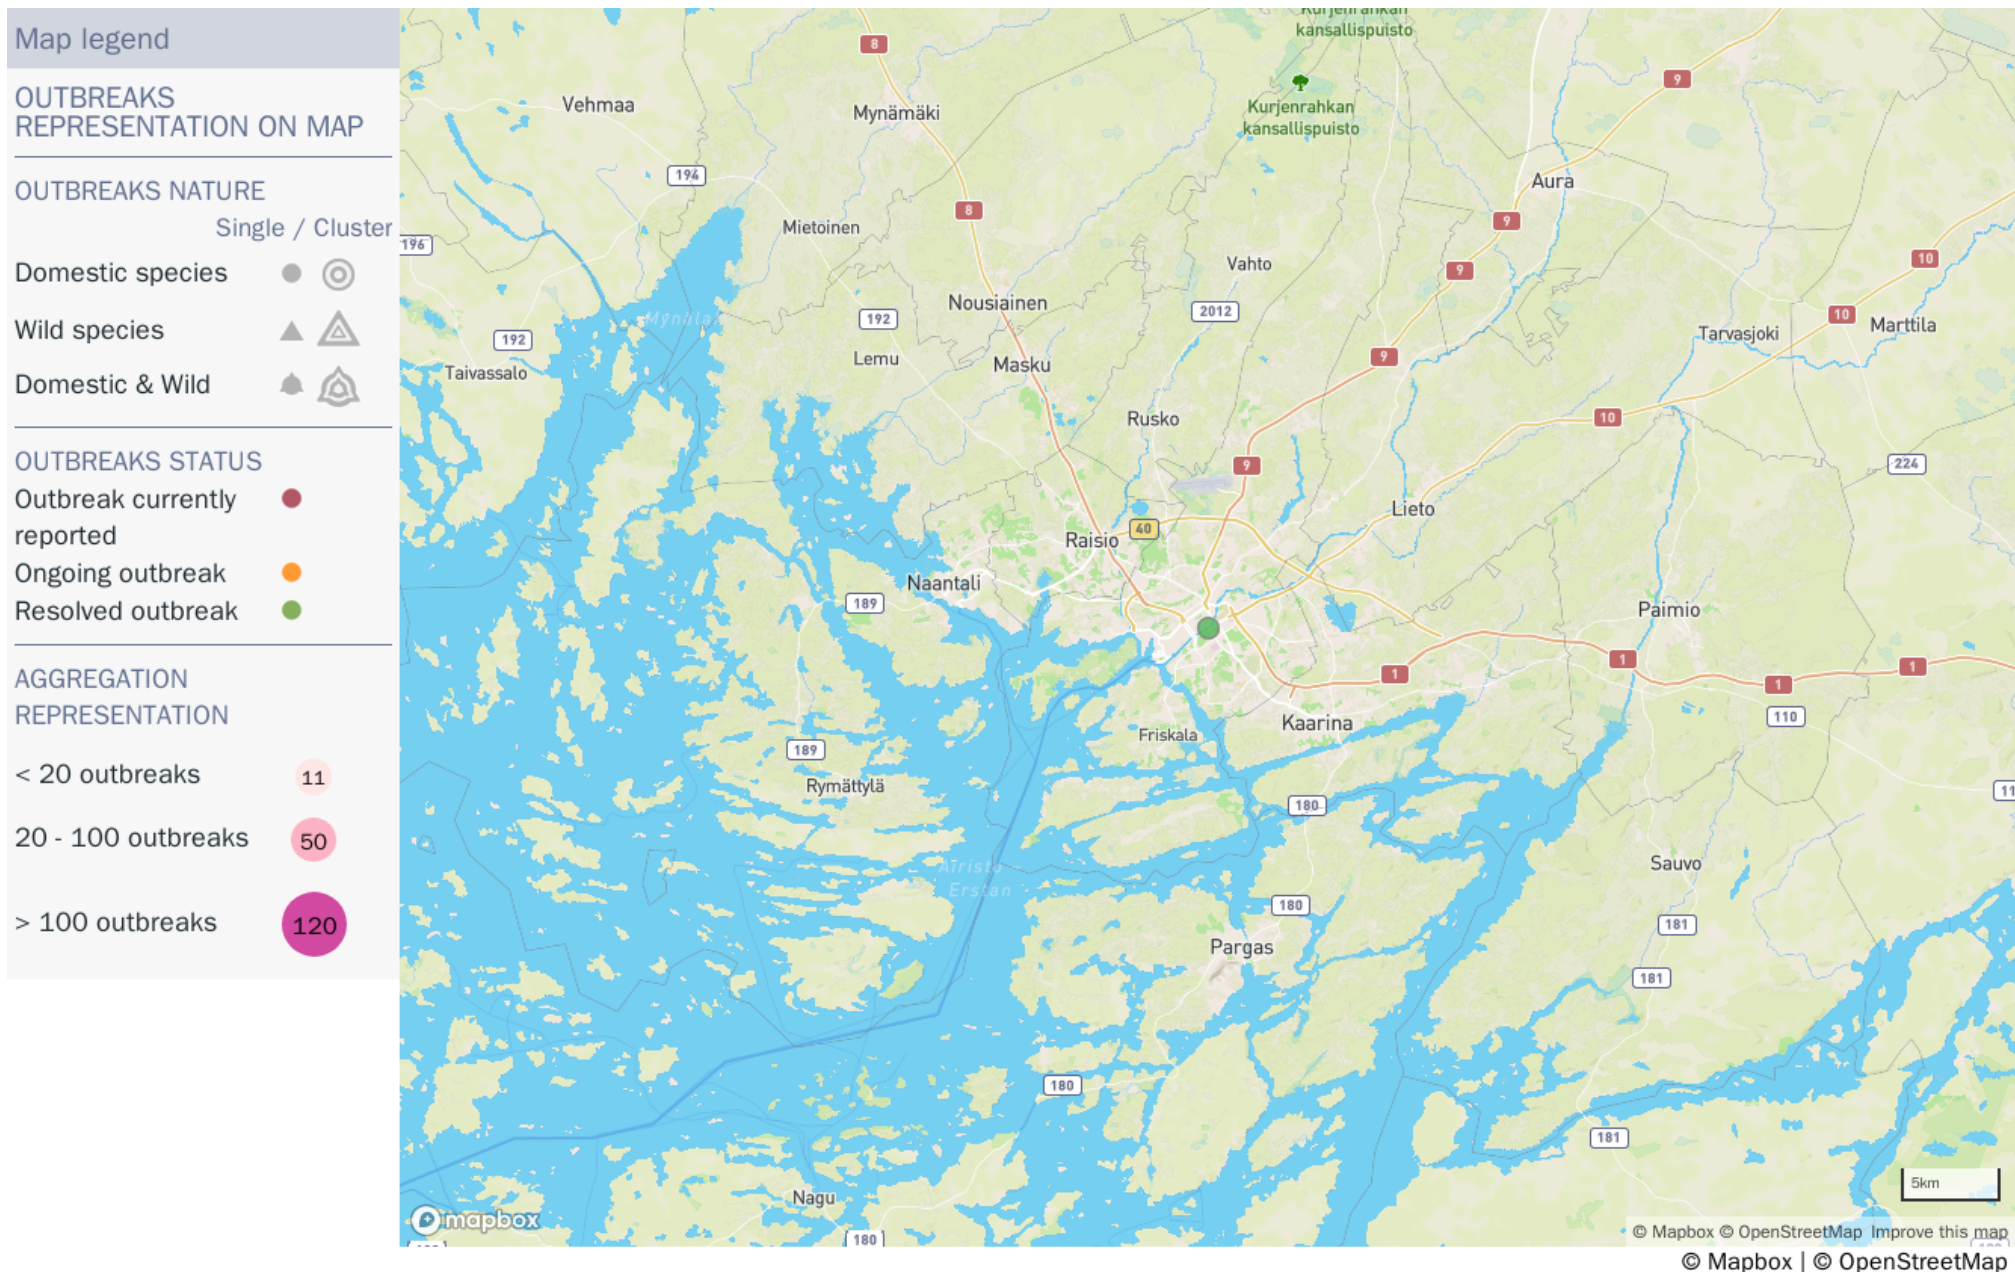 Map legend
OUTBREAKS
REPRESENTATION ON MAP
OUTBREAKS NATURE
Single / Cluster
Domestic species
Wild species
Domestic & Wild
OUTBREAKS STATUS
Outbreak currently
reported
Ongoing outbreak
Resolved outbreak
AGGREGATION
REPRESENTATION
< 20 outbreaks 11
20 - 100 outbreaks 50
> 100 outbreaks 120
Kurjenrahkan
kansallispuisto
8
9
Kurjenrahkan
kansallispuisto
Vehmaa
Mynämäki
194
Aura
8
9
Mietoinen
196
Vahto
9
10
Nousiainen
2012
10
Marttila
192
Tarvasjoki
192
Lemu
Masku
9
Taivassalo
Rusko
10
9
224
Lieto
40
Raisio
Naantali
189
Paimio
1
1
1
1
110
Kaarina
Friskala
189
Rymättylä
180
11
Sauvo
Airisto -
Erstan
180
181
Pargas
181
180
181
Nagu
180
5km
mapbox
© Mapbox © OpenStreetMap Improve this map
© Mapbox | © OpenStreetMap